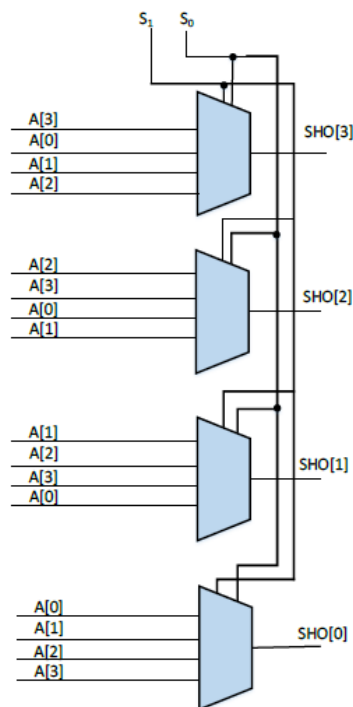 S1 S0
A[3]
A[0]
A[1]
A[2]
SHO[3]
A[2]
A[3]
A[0]
A[1]
SHO[2]
A[1]
A[2]
A[3]
A[0]
SHO[1]
A[0]
A[1]
A[2]
A[3]
SHO[0]